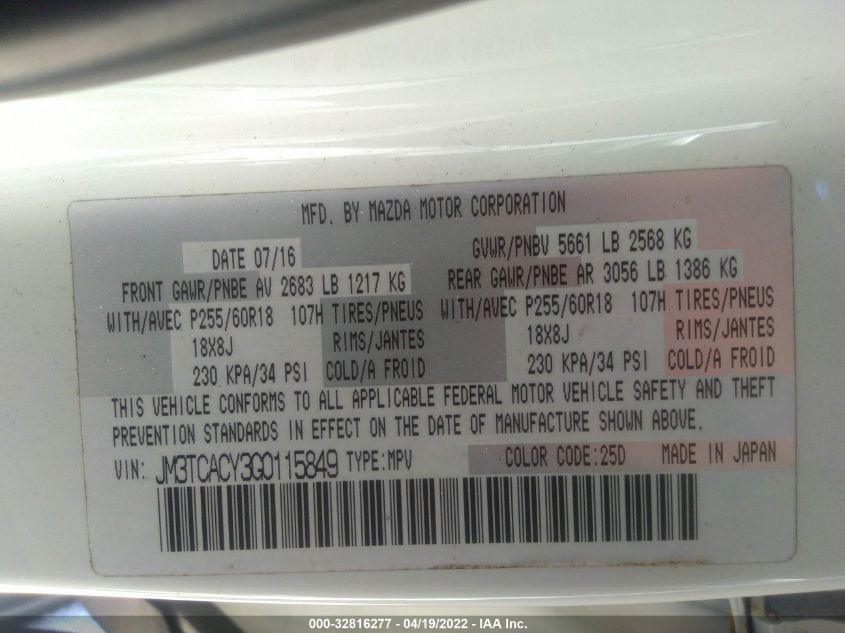 MFD. BY MAZDA MOTOR CORPORATION
DATE 07/16 GVWR/PNBV 5661 LB 2568 KG
FRONT GAWR/PNBE AV 2683 LB 1217 KG REAR GAWR/PNBE AR 3056 LB 1386 KG
WITH/AVEC P255/60R18 107H TIRES/PNEUS WITH/AVEC P255/60R18 107H TIRES/PNEUS
18X8J RIMS/JANTES 18X8J RIMS/JANTES
230 KPA/34 PSI COLD/A FROID 230 KPA/34 PSI COLD/A FROID
THIS VEHICLE CONFORMS TO ALL APPLICABLE FEDERAL MOTOR VEHICLE SAFETY AND THEFT
PREVENTION STANDARDS IN EFFECT ON THE DATE OF MANUFACTURE SHOWN ABOVE.
VIN: JM3TCACY3G0115849 TYPE:MPV COLOR CODE:25D MADE IN JAPAN
000-32816277 - 04/19/2022 - IAA Inc.